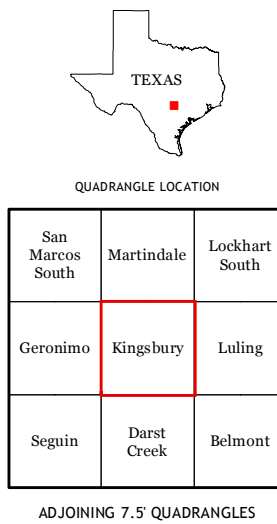 TEXAS
QUADRANGLE LOCATION
San
Marcos
South
Martindale
Lockhart
South
Geronimo
Kingsbury
Luling
Seguin
Darst
Creek
Belmont
ADJOINING 7.5' QUADRANGLES